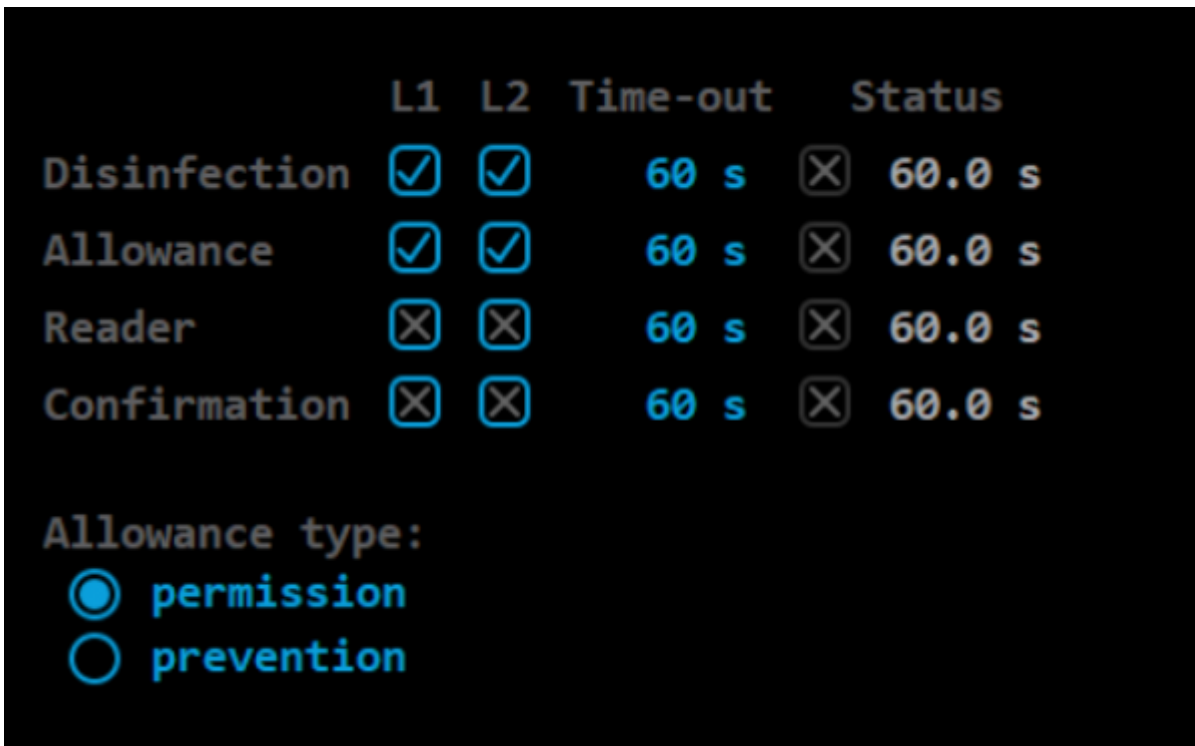 L1 L2 Time-out Status
Disinfection 60 s 60.0 s
Allowance 60 s 60.0 s
Reader 60 s 60.0 s
Confirmation 60 s 60.0 s
Allowance type:
permission
prevention